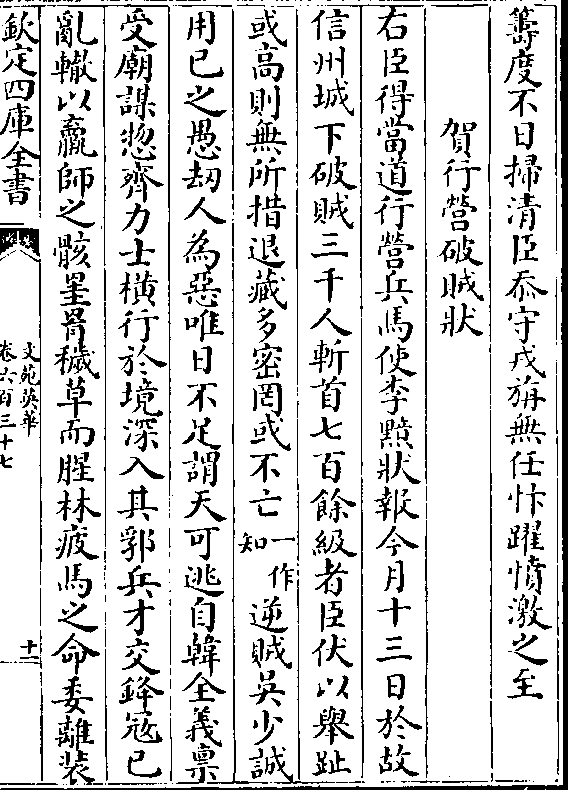 籌度不日掃清臣忝守戎旃無任忭躍憤激之至
賀行營破賊狀
右臣得當道行營兵馬使李黯狀報今月十三日於故
信州城下破賊三千人斬首七百餘級者臣伏以舉趾
或高則無所措退藏多密罔或不亡一作知逆賊吳少誠
用已之愚刼人為惡唯日不足謂天可逃自韓全義禀
受廟謀惣齊力士橫行於境深入其郛兵才交鋒冦已
亂轍以羸師之骸星胥穢草而腥林疲馬之命委離裝
欽定四庫全書
文苑英華
卷六百三十七
十一